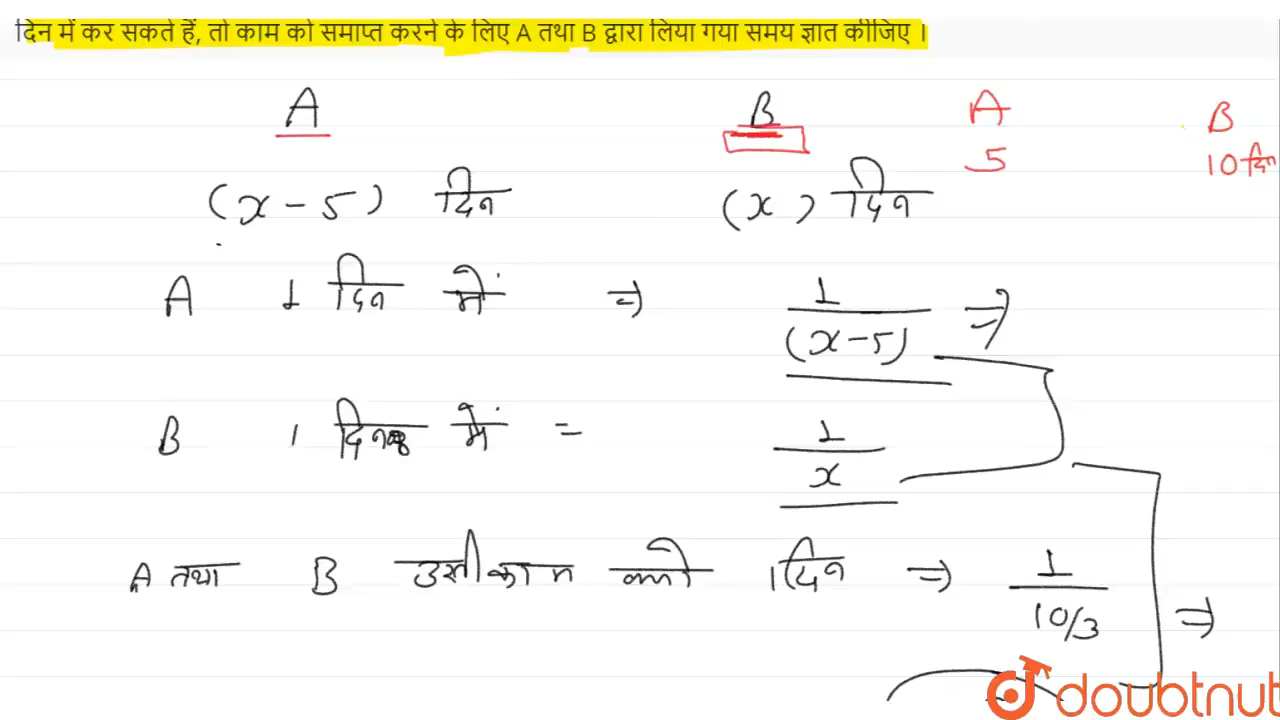 दिन में कर सकते हैं, तो काम को समाप्त करने के लिए A तथा B द्वारा लिया गया समय ज्ञात कीजिए ।
A B A B
5 10 दिन
(x - 5) दिन (x) दिन
A 1 दिन में ⇒ 1/(x-5) ⇒
B 1 दिन में = 1/x
A तथा B उसी काम को 1 दिन ⇒ 1/10/3 ⇒
doubtnut